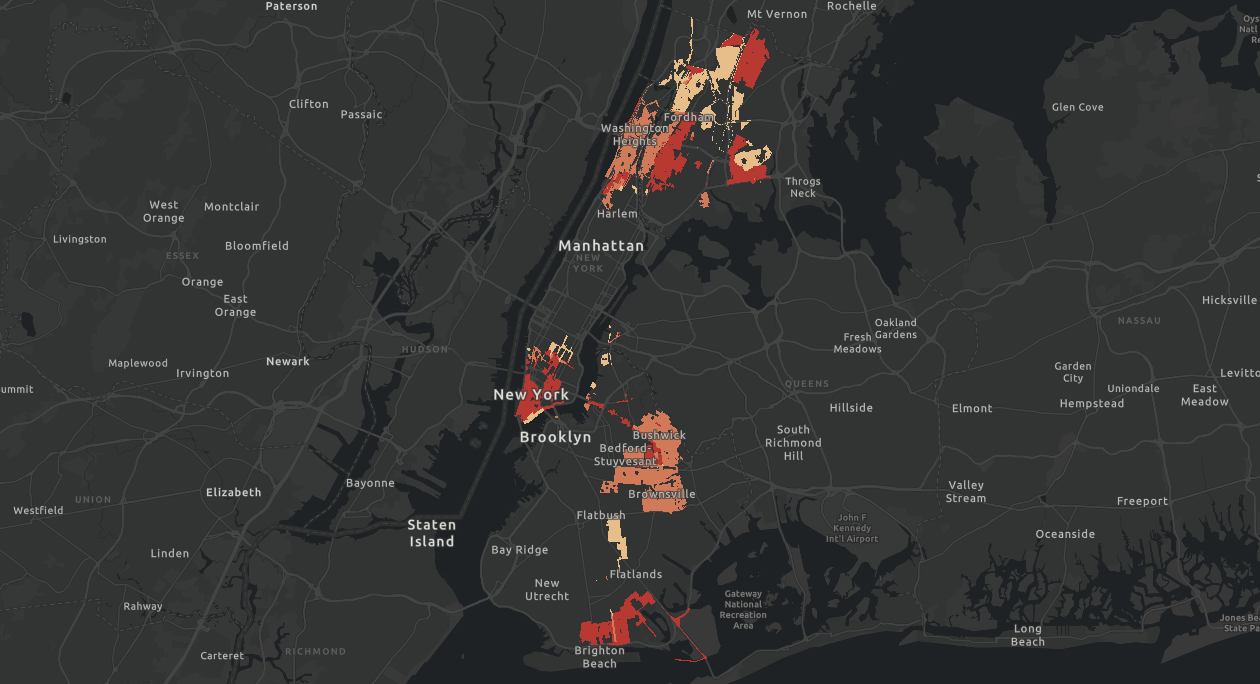 Paterson
Mt Vernon
Rochelle
Clifton
Passaic
Glen Cove
Fordham
Washington
Heights
Throgs
Neck
West
Orange
Montclair
Harlem
Livingston
Bloomfield
Manhattan
NEW
YORK
ESSEX
Orange
East
Orange
Hicksville
Oakland
Gardens
Fresh
Meadows
NASSAU
HUDSON
Maplewood
Newark
Irvington
Garden
City
Levitto
ummit
QUEENS
Uniondale
East
Meadow
New York
Hillside
Elmont
Hempstead
Brooklyn
Bushwick
Bedford-
Stuyvesant
South
Richmond
Hill
Bayonne
Elizabeth
UNION
Westfield
Brownsville
Valley
Stream
Freeport
Staten
Island
Flatbush
John F
Kennedy
Int'l Airport
Oceanside
Linden
Bay Ridge
New
Utrecht
Flatlands
Gateway
National
Recreation
Area
Rahway
Long
Beach
Jones Bea
State Pa
Carteret
RICHMOND
Brighton
Beach